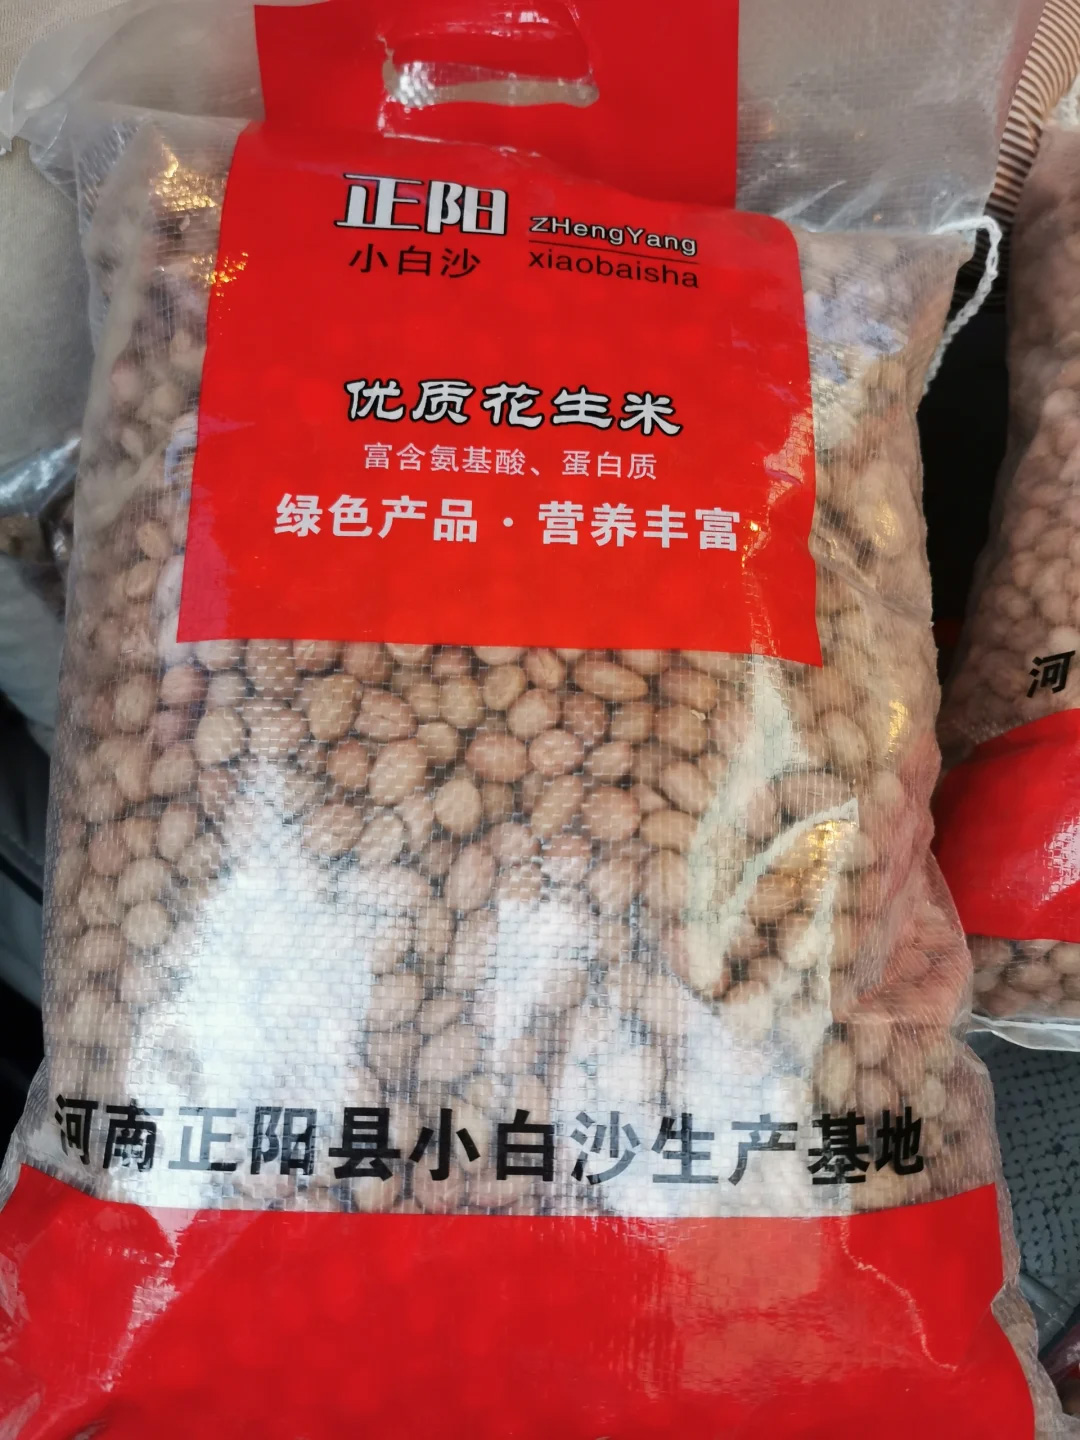 正阳 ZHengYang
小白沙 xiaobaisha
优质花生米
富含氨基酸、蛋白质
绿色产品·营养丰富
河南正阳县小白沙生产基地
河